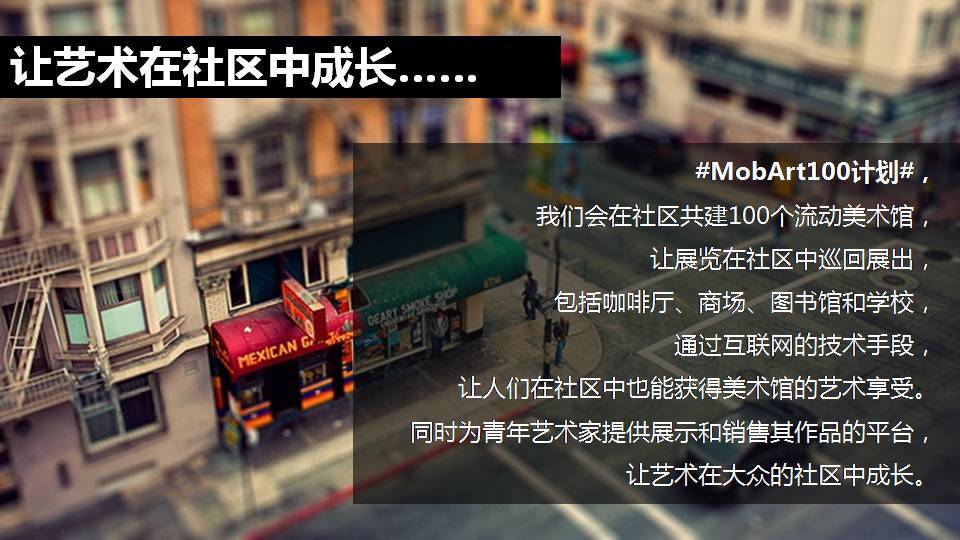 让艺术在社区中成长……
#MobArt100计划#，
我们会在社区共建100个流动美术馆，
让展览在社区中巡回展出，
包括咖啡厅、商场、图书馆和学校，
通过互联网的技术手段，
让人们在社区中也能获得美术馆的艺术享受。
同时为青年艺术家提供展示和销售其作品的平台，
让艺术在大众的社区中成长。
MEXICAN
GEARY SMOKE SHOP
ATM